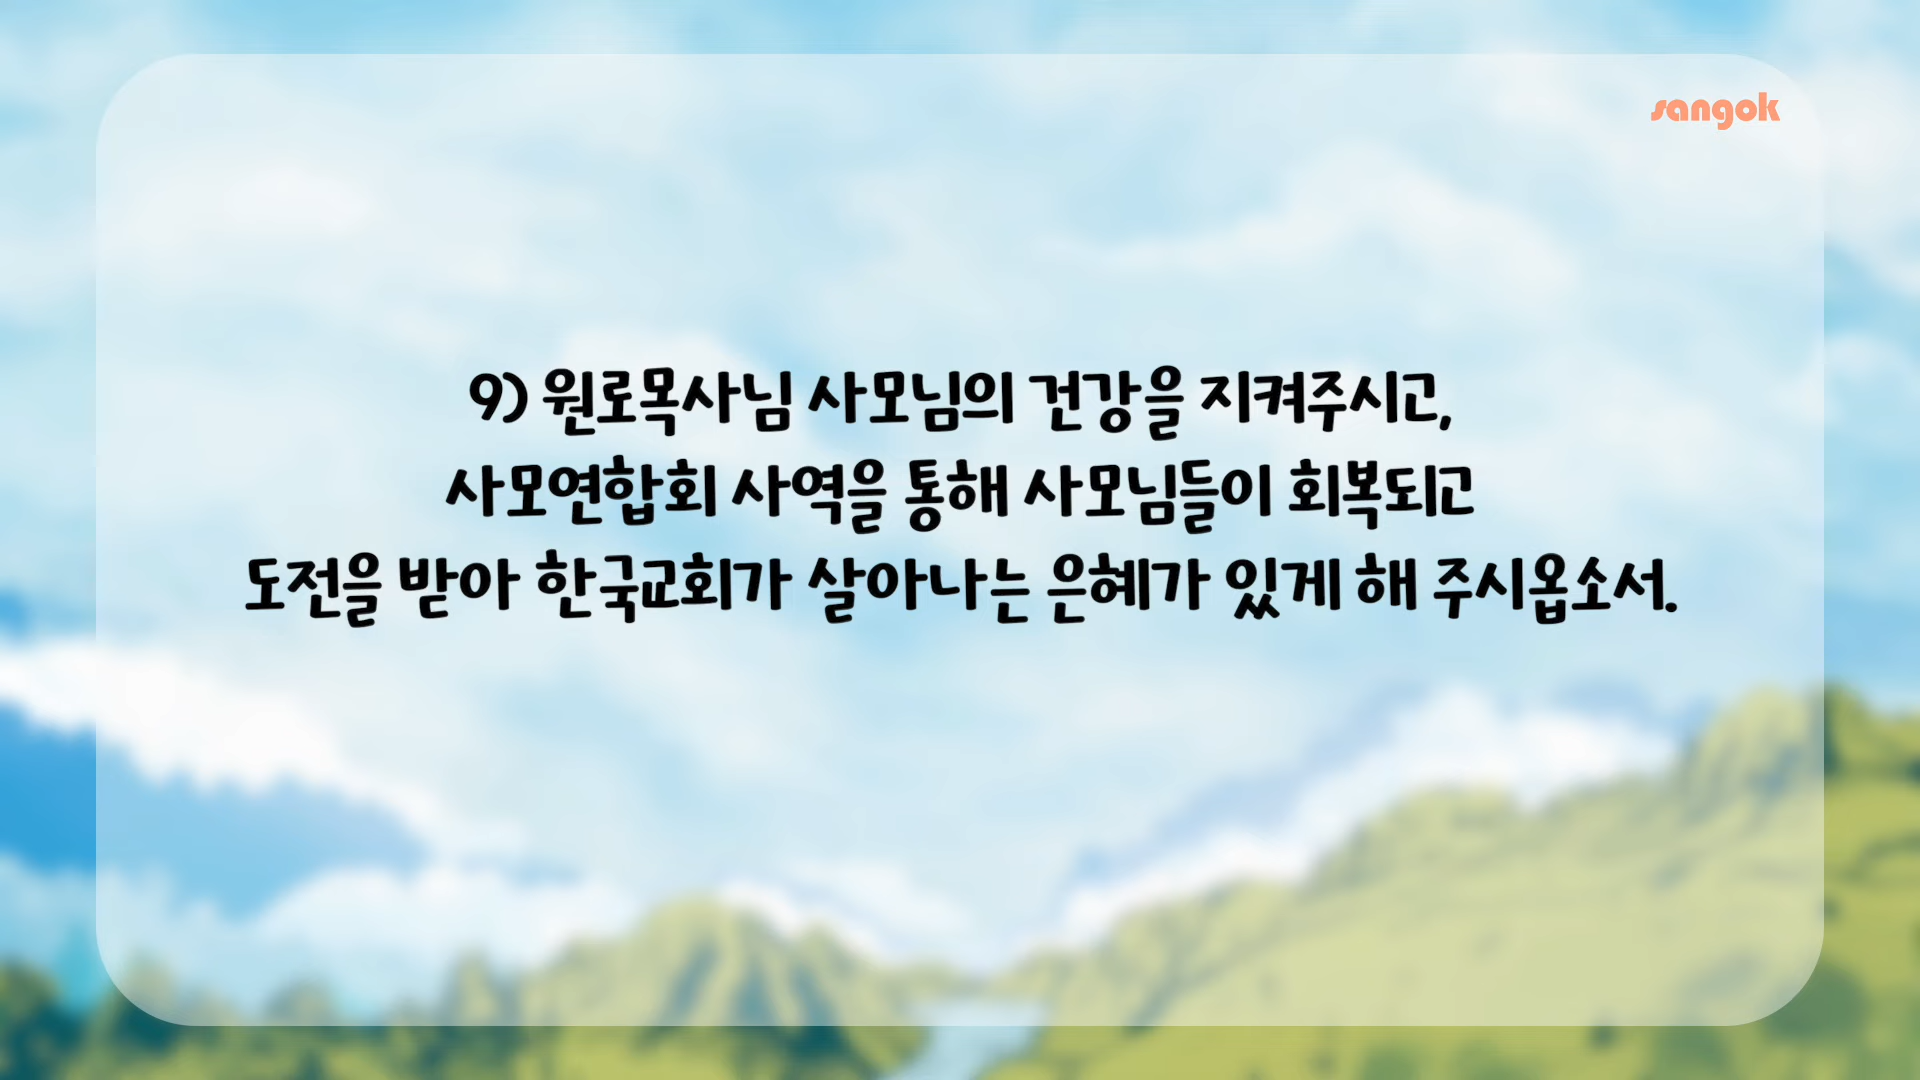 sangok
9) 원로목사님 사모님의 건강을 지켜주시고,
사모연합회 사역을 통해 사모님들이 회복되고
도전을 받아 한국교회가 살아나는 은혜가 있게 해 주시옵소서.